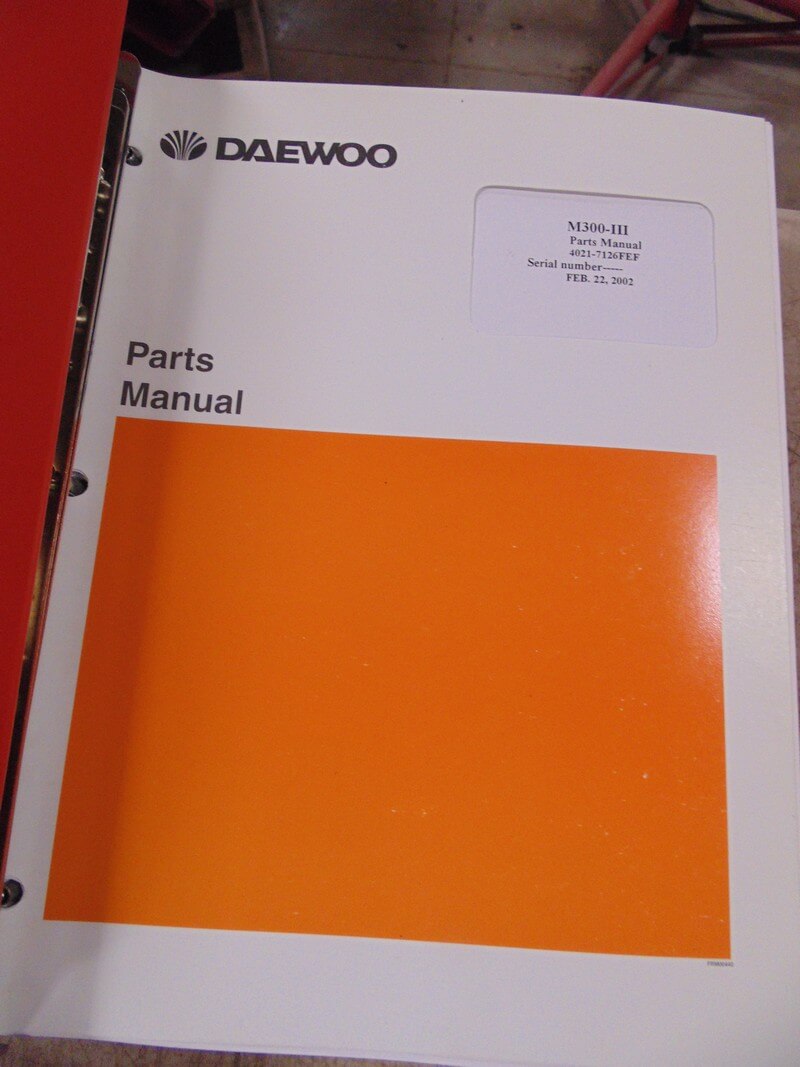 DAEWOO
M300-III
Parts Manual
4021-7126FEF
Serial number-----
FEB. 22, 2002
Parts
Manual